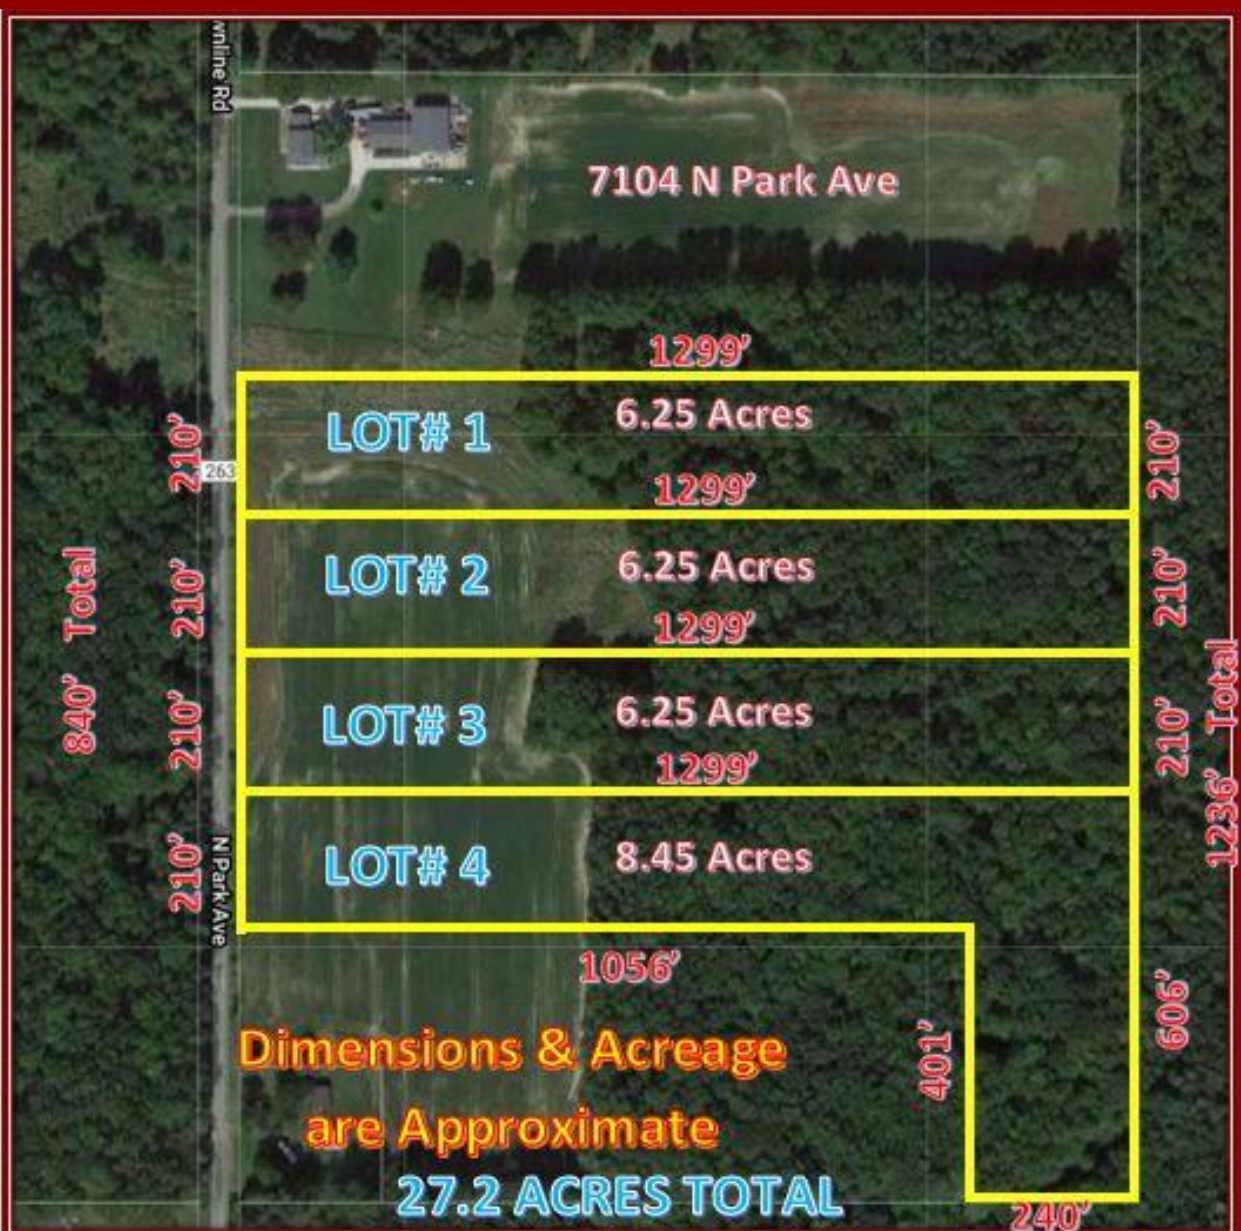 wnline Rd
7104 N Park Ave
1299'
LOT# 1
6.25 Acres
210'
263
210'
1299'
LOT# 2
6.25 Acres
210'
210'
1299'
840' Total
1236' Total
LOT# 3
6.25 Acres
210'
210'
1299'
LOT# 4
8.45 Acres
210'
N Park Ave
1056'
606'
401'
Dimensions & Acreage
are Approximate
27.2 ACRES TOTAL
240'